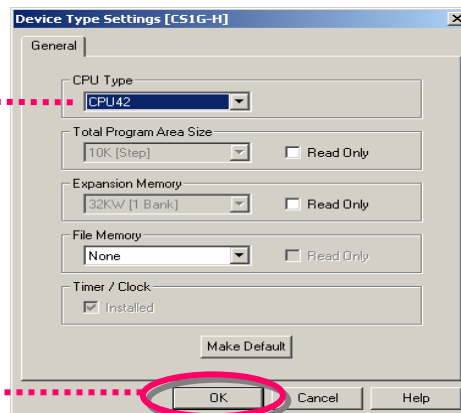 Device Type Settings [CS1G-H]
General
CPU Type
CPU42
Total Program Area Size
10K [Step]
Read Only
Expansion Memory
32KW [1 Bank]
Read Only
File Memory
None
Read Only
Timer / Clock
Installed
Make Default
OK
Cancel
Help